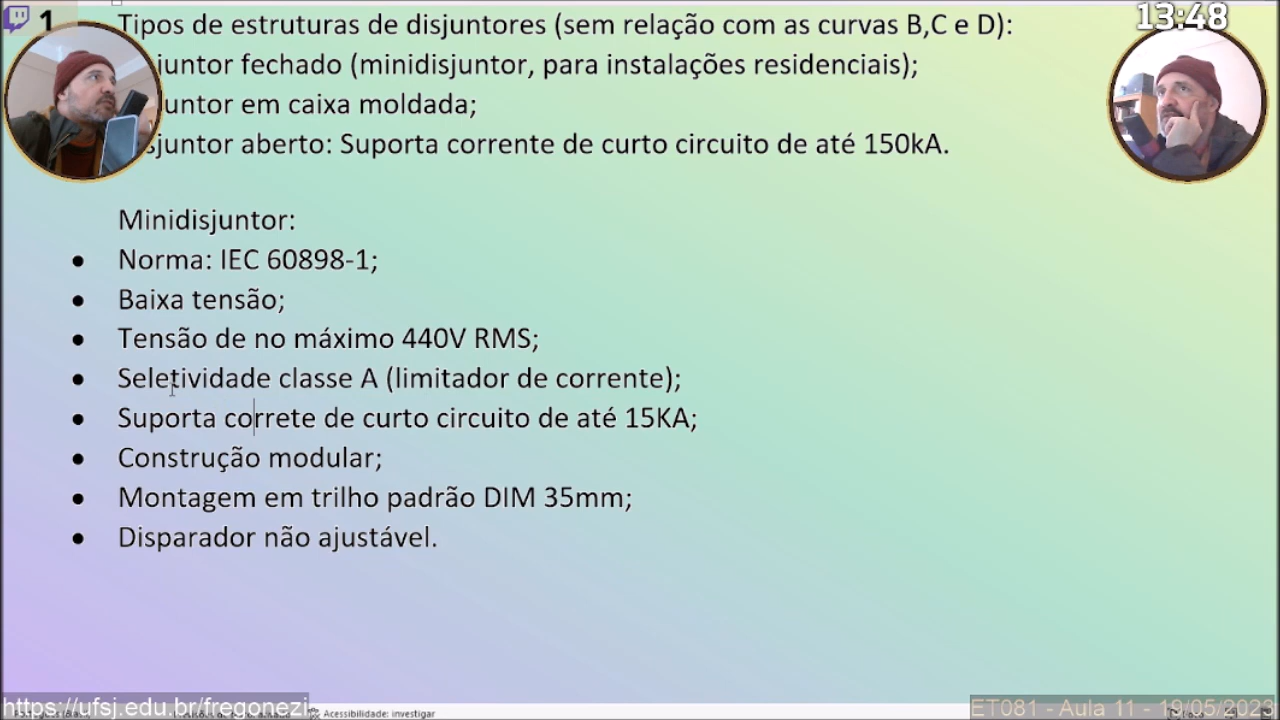 1
13:48
Tipos de estruturas de disjuntores (sem relação com as curvas B,C e D):
juntor fechado (minidisjuntor, para instalações residenciais);
juntor em caixa moldada;
sjuntor aberto: Suporta corrente de curto circuito de até 150kA.
Minidisjuntor:
• Norma: IEC 60898-1;
• Baixa tensão;
• Tensão de no máximo 440V RMS;
• Seletividade classe A (limitador de corrente);
• Suporta correte de curto circuito de até 15KA;
• Construção modular;
• Montagem em trilho padrão DIM 35mm;
• Disparador não ajustável.
https://ufsj.edu.br/fregonezi
Acessibilidade: investigar
ET081 - Aula 11 - 19/05/2023